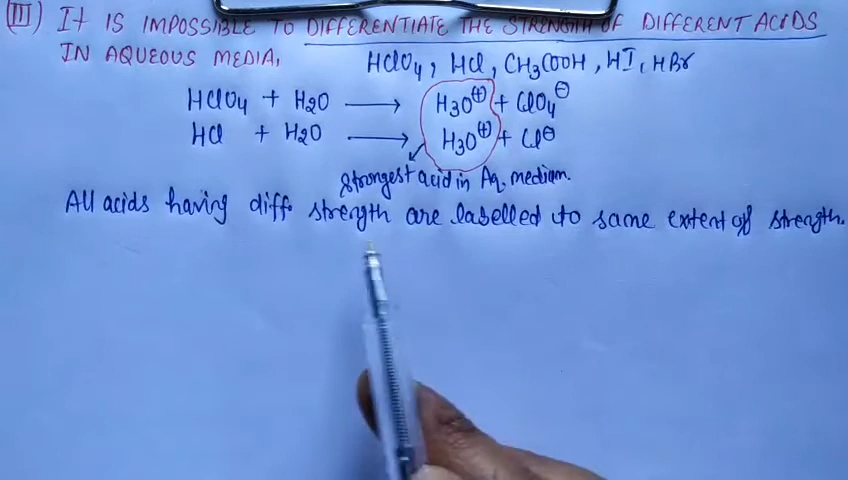 (III) It IS IMPOSSIBLE TO DIFFERENTIATE THE STRENGTH OF DIFFERENT ACIDS
IN AQUEOUS MEDIA,
HClO4, HCl, CH3COOH, HI, HBr
HClO4 + H2O ⟶ H3O⊕ + ClO4⊖
HCl + H2O ⟶ H3O⊕ + Cl⊖
Strongest acid in Aq. medium.
All acids having diff. strength are labelled to same extent of strength.